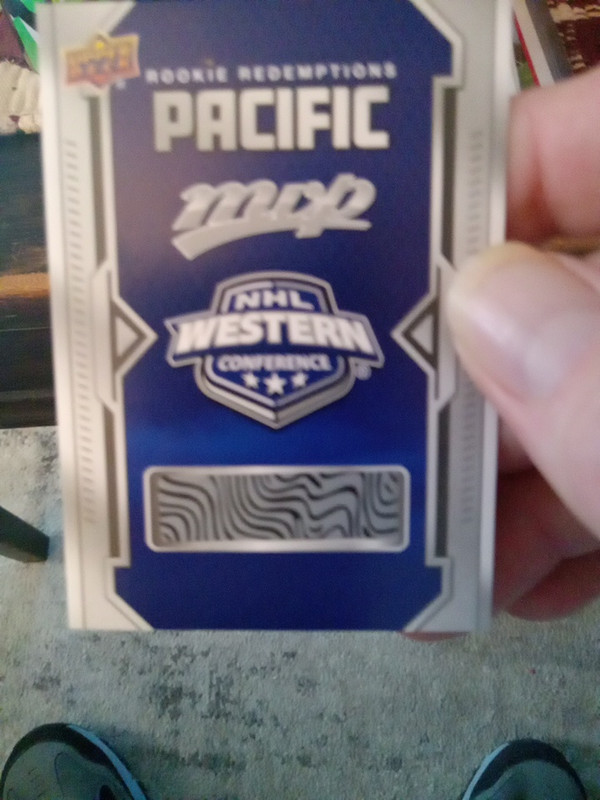 ROOKIE REDEMPTIONS
PACIFIC
mvp
NHL
WESTERN
CONFERENCE
®